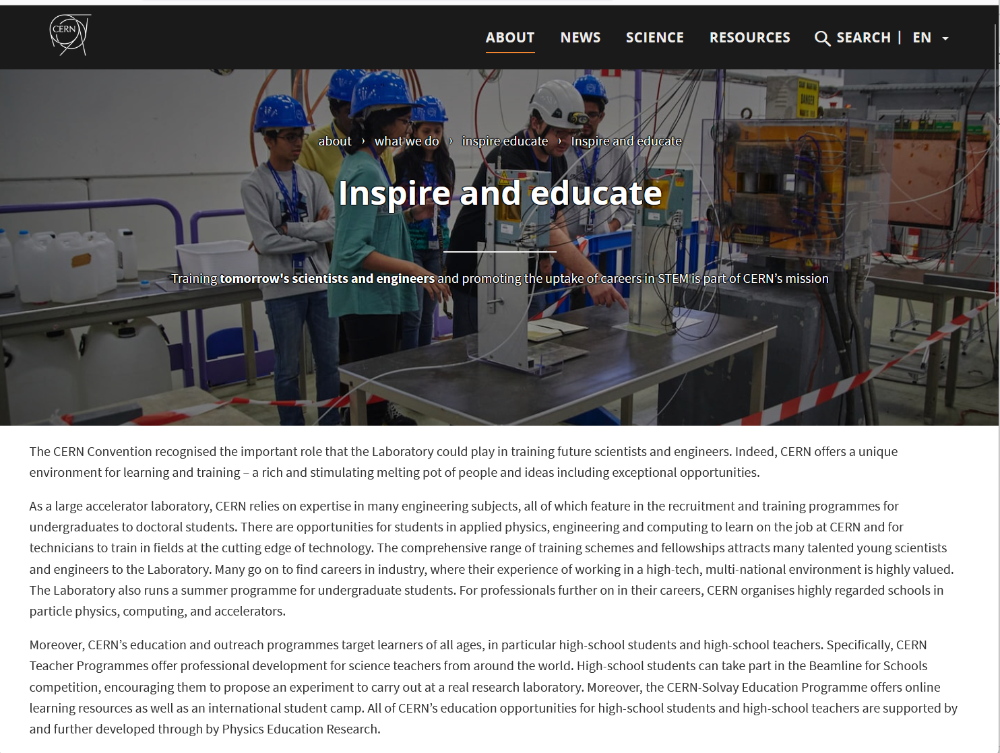 CERN
ABOUT NEWS SCIENCE RESOURCES SEARCH | EN
about › what we do › inspire educate › Inspire and educate
Inspire and educate
Training tomorrow's scientists and engineers and promoting the uptake of careers in STEM is part of CERN’s mission
DANGER
The CERN Convention recognised the important role that the Laboratory could play in training future scientists and engineers. Indeed, CERN offers a unique
environment for learning and training – a rich and stimulating melting pot of people and ideas including exceptional opportunities.
As a large accelerator laboratory, CERN relies on expertise in many engineering subjects, all of which feature in the recruitment and training programmes for
undergraduates to doctoral students. There are opportunities for students in applied physics, engineering and computing to learn on the job at CERN and for
technicians to train in fields at the cutting edge of technology. The comprehensive range of training schemes and fellowships attracts many talented young scientists
and engineers to the Laboratory. Many go on to find careers in industry, where their experience of working in a high-tech, multi-national environment is highly valued.
The Laboratory also runs a summer programme for undergraduate students. For professionals further on in their careers, CERN organises highly regarded schools in
particle physics, computing, and accelerators.
Moreover, CERN’s education and outreach programmes target learners of all ages, in particular high-school students and high-school teachers. Specifically, CERN
Teacher Programmes offer professional development for science teachers from around the world. High-school students can take part in the Beamline for Schools
competition, encouraging them to propose an experiment to carry out at a real research laboratory. Moreover, the CERN-Solvay Education Programme offers online
learning resources as well as an international student camp. All of CERN’s education opportunities for high-school students and high-school teachers are supported by
and further developed through by Physics Education Research.